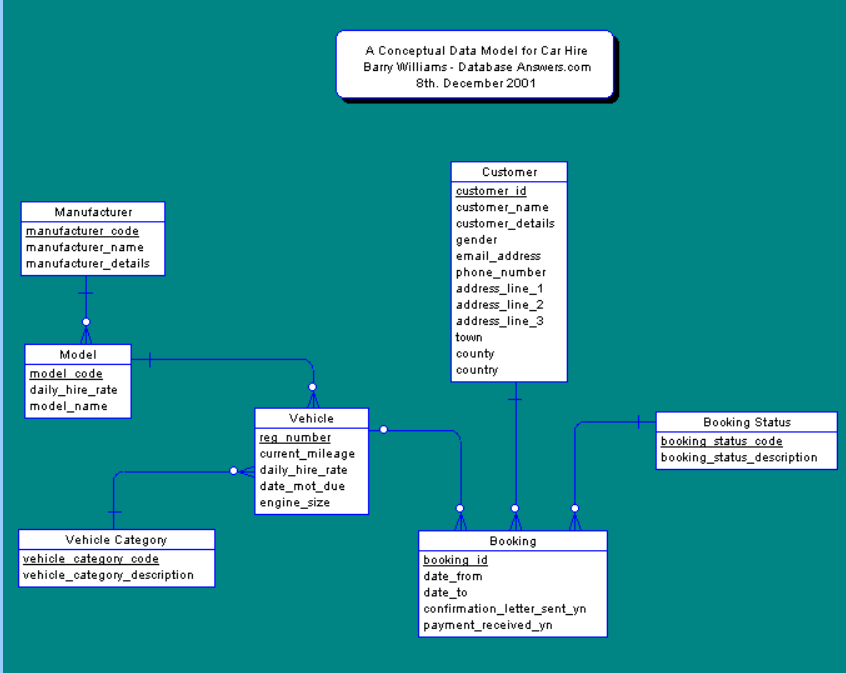 A Conceptual Data Model for Car Hire
Barry Williams - Database Answers.com
8th. December 2001
Customer
customer_id
customer_name
customer_details
gender
email_address
phone_number
address_line_1
address_line_2
address_line_3
town
county
country
Manufacturer
manufacturer_code
manufacturer_name
manufacturer_details
Model
model_code
daily_hire_rate
model_name
Vehicle
reg_number
current_mileage
daily_hire_rate
date_mot_due
engine_size
Booking Status
booking_status_code
booking_status_description
Vehicle Category
vehicle_category_code
vehicle_category_description
Booking
booking_id
date_from
date_to
confirmation_letter_sent_yn
payment_received_yn